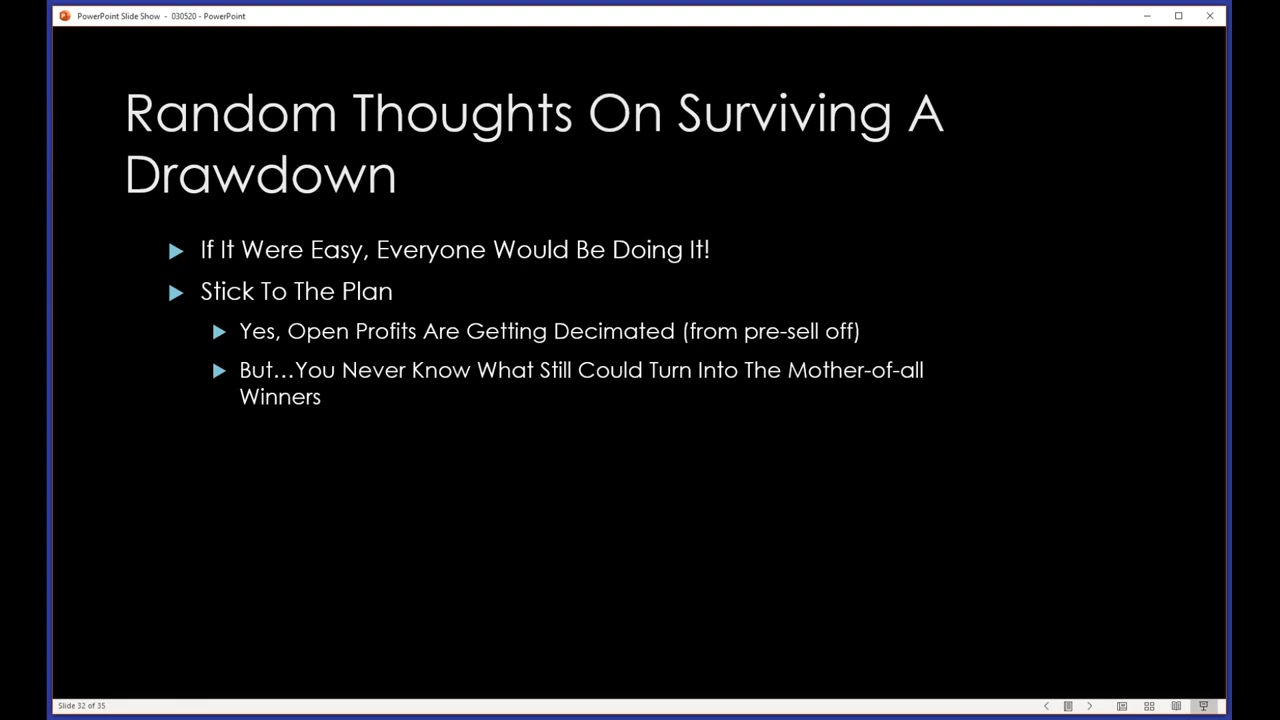 PowerPoint Slide Show - 030520 - PowerPoint
Random Thoughts On Surviving A
Drawdown
If It Were Easy, Everyone Would Be Doing It!
Stick To The Plan
Yes, Open Profits Are Getting Decimated (from pre-sell off)
But...You Never Know What Still Could Turn Into The Mother-of-all
Winners
Slide 32 of 35